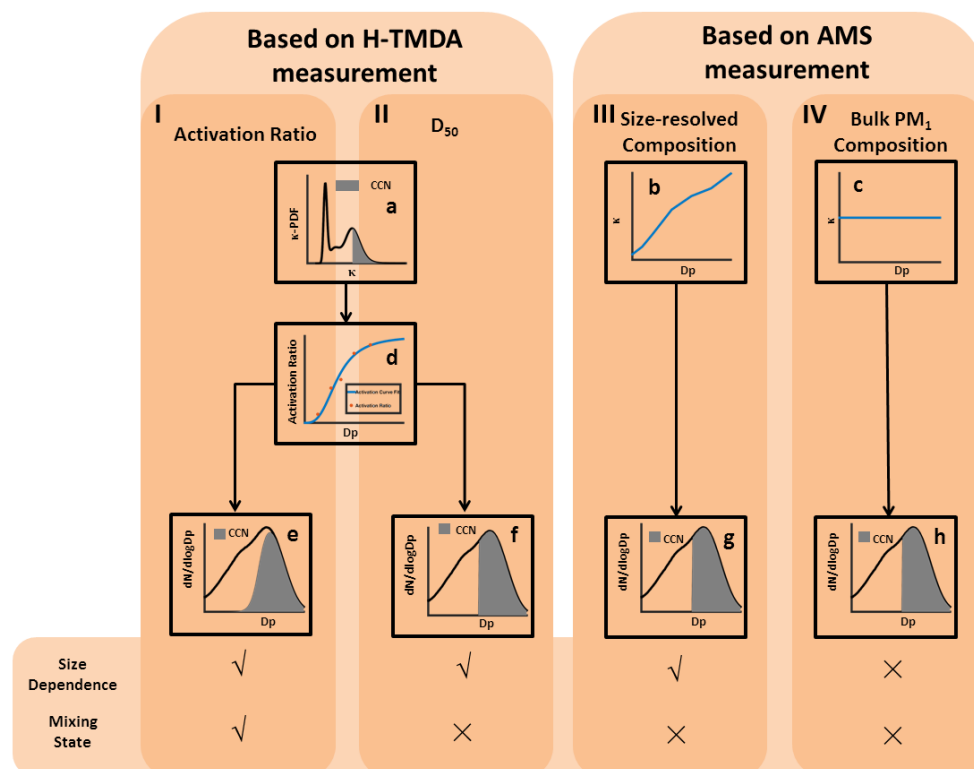 Based on H-TMDA
measurement
Based on AMS
measurement
I
Activation Ratio
II
D50
III
Size-resolved
Composition
IV
Bulk PM1
Composition
CCN
a
κ-PDF
κ
b
κ
Dp
c
κ
Dp
d
Activation Ratio
Activation Curve Fit
Activation Ratio
Dp
CCN
e
dN/dlogDp
Dp
CCN
f
dN/dlogDp
Dp
CCN
g
dN/dlogDp
Dp
CCN
h
dN/dlogDp
Dp
Size
Dependence
√ √ √ ×
Mixing
State
√ × × ×